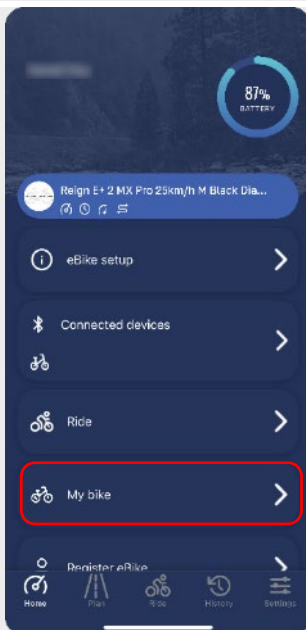 87%
BATTERY
Reign E+ 2 MX Pro 25km/h M Black Dia...
eBike setup
Connected devices
Ride
My bike
Register eBike
Home Plan Ride History Settings